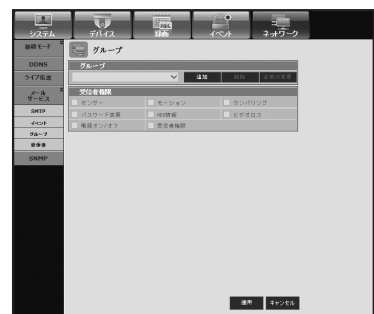 システム デバイス 録画 イベント ネットワーク
接続モード
グループ
DDNS
ライブ伝送
メール
サービス
SMTP
イベント
グループ
受信者
SNMP
グループ
追加 削除 名前の変更
受信者権限
センサー モーション タンパリング
パスワード変更 HDD情報 ビデオロス
電源オン/オフ 受信者権限
適用 キャンセル